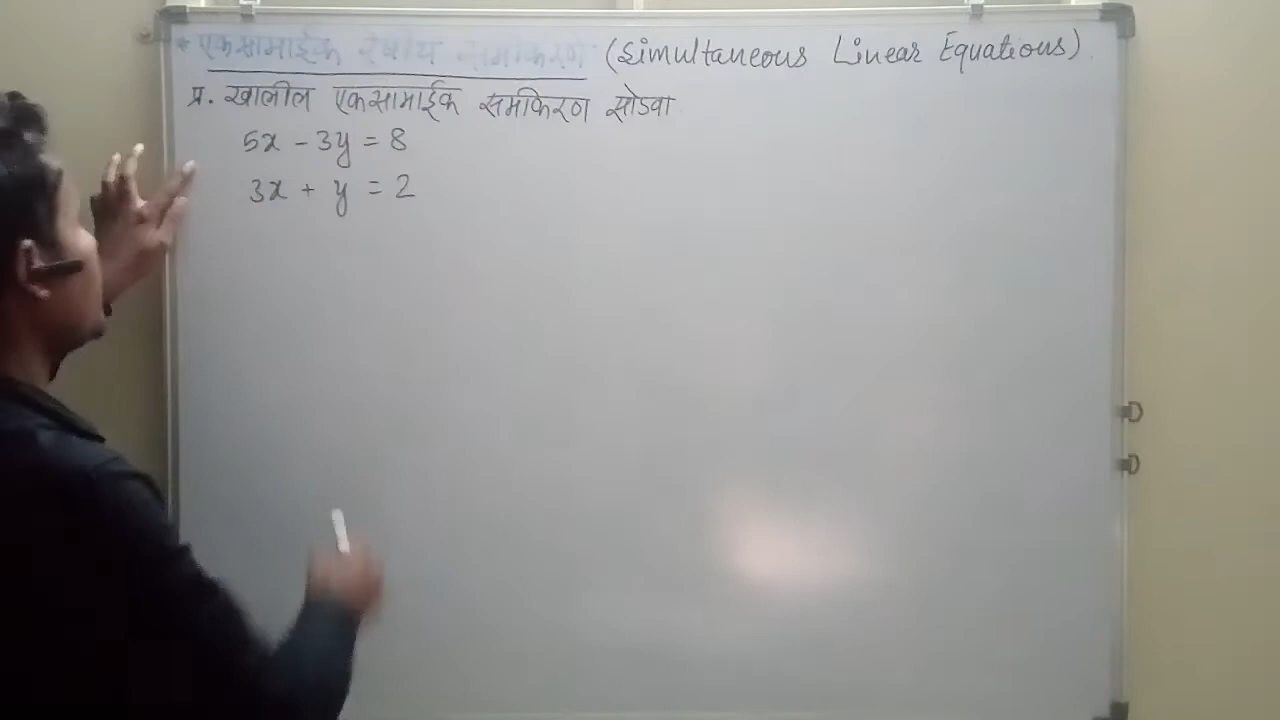 * एकसामाईक रेषीय समीकरण (Simultaneous Linear Equations).
प्र. खालील एकसामाईक समकिरण सोडवा
5x - 3y = 8
3x + y = 2